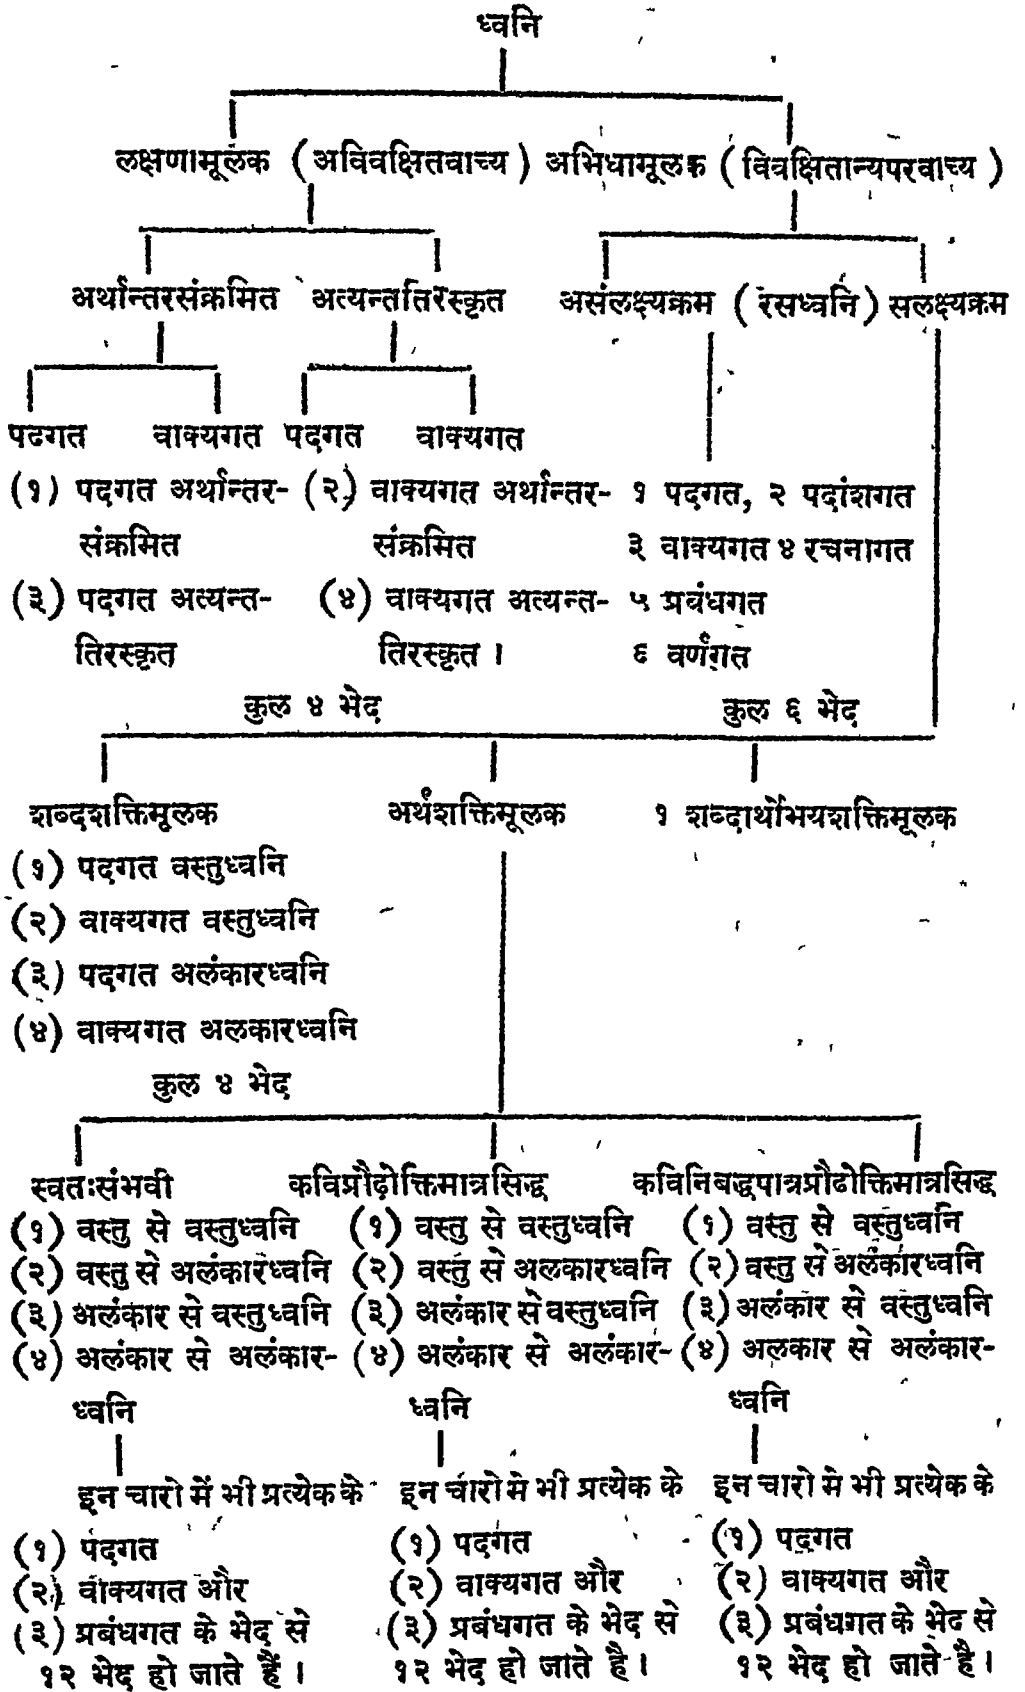 ध्वनि
लक्षणामूलक (अविवक्षितवाच्य) अभिधामूलक (विवक्षितान्यपरवाच्य)
अर्थान्तरसंक्रमित अत्यन्ततिरस्कृत असंलक्ष्यक्रम (रसध्वनि) सलक्ष्यक्रम
पदगत वाक्यगत पदगत वाक्यगत
(१) पदगत अर्थान्तर- (२) वाक्यगत अर्थान्तर- १ पदगत, २ पदांशगत
संक्रमित संक्रमित ३ वाक्यगत ४ रचनागत
(३) पदगत अत्यन्त- (४) वाक्यगत अत्यन्त- ५ प्रबंधगत
तिरस्कृत तिरस्कृत । ६ वर्णगत
कुल ४ भेद कुल ६ भेद
शब्दशक्तिमूलक अर्थशक्तिमूलक १ शब्दार्थोभयशक्तिमूलक
(१) पदगत वस्तुध्वनि
(२) वाक्यगत वस्तुध्वनि
(३) पदगत अलंकारध्वनि
(४) वाक्यगत अलकारध्वनि
कुल ४ भेद
स्वतःसंभवी कविप्रौढ़ोक्तिमात्रसिद्ध कविनिबद्धपात्रप्रौढोक्तिमात्रसिद्ध
(१) वस्तु से वस्तुध्वनि (१) वस्तु से वस्तुध्वनि (१) वस्तु से वस्तुध्वनि
(२) वस्तु से अलंकारध्वनि (२) वस्तु से अलकारध्वनि (२) वस्तु से अलंकारध्वनि
(३) अलंकार से वस्तुध्वनि (३) अलंकार से वस्तुध्वनि (३) अलंकार से वस्तुध्वनि
(४) अलंकार से अलंकार- (४) अलंकार से अलंकार- (४) अलकार से अलंकार-
ध्वनि ध्वनि ध्वनि
इन चारो में भी प्रत्येक के इन चारो मे भी प्रत्येक के इन चारो मे भी प्रत्येक के
(१) पदगत (१) पदगत (१) पदगत
(२) वाक्यगत और (२) वाक्यगत और (२) वाक्यगत और
(३) प्रबंधगत के भेद से (३) प्रबंधगत के भेद से (३) प्रबंधगत के भेद से
१२ भेद हो जाते हैं । १२ भेद हो जाते है । १२ भेद हो जाते है ।